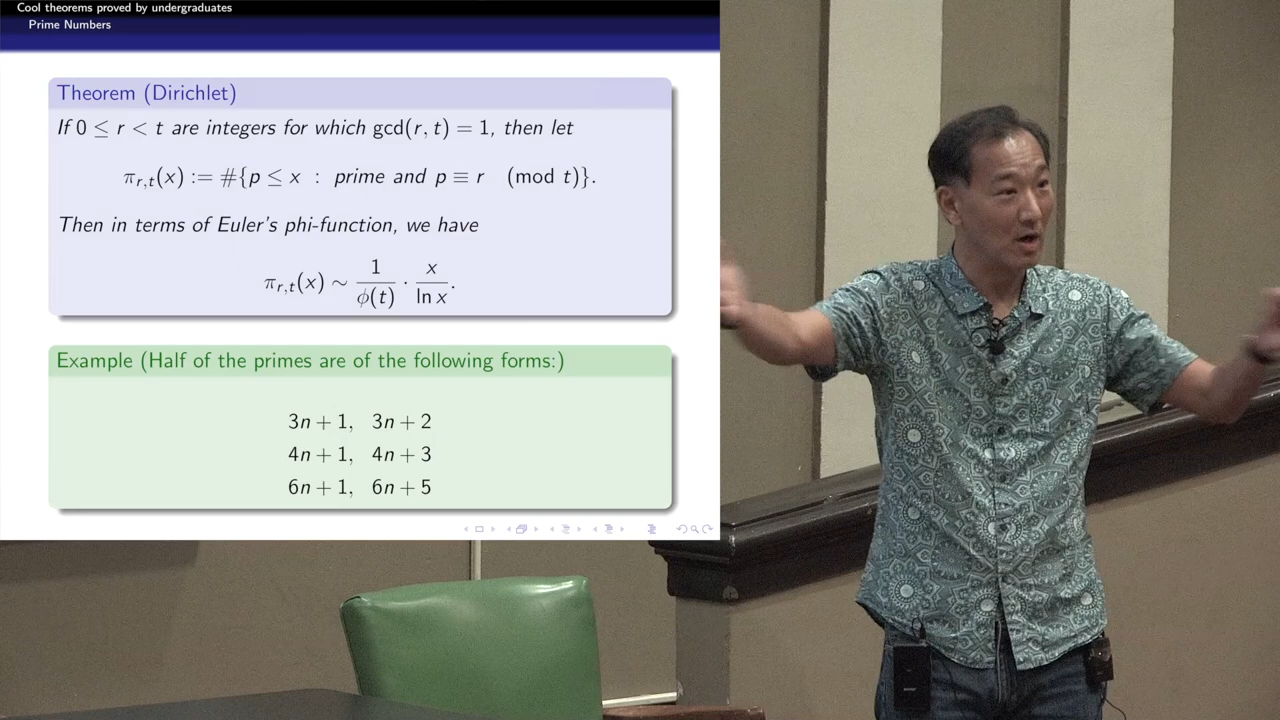 Cool theorems proved by undergraduates
Prime Numbers
Theorem (Dirichlet)
If 0 ≤ r < t are integers for which gcd(r, t) = 1, then let
π_{r,t}(x) := #{p ≤ x : prime and p ≡ r (mod t)}.
Then in terms of Euler's phi-function, we have
π_{r,t}(x) ∼ 1/ϕ(t) · x/ln x.
Example (Half of the primes are of the following forms:)
3n + 1, 3n + 2
4n + 1, 4n + 3
6n + 1, 6n + 5